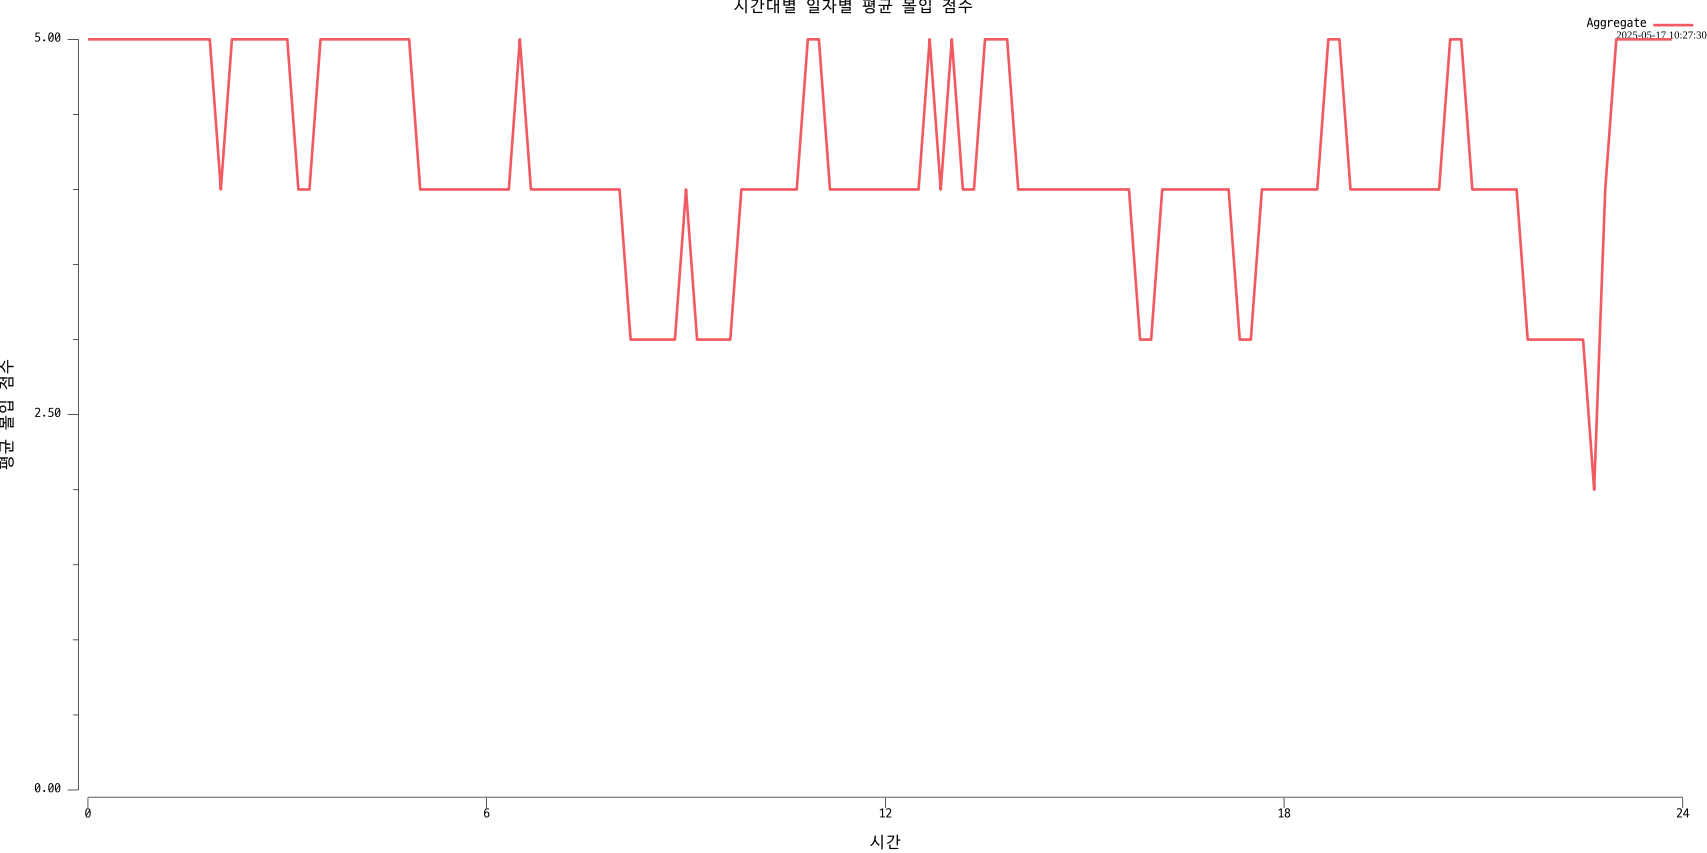 시간대별 일자별 평균 몰입 점수
Aggregate
2025-05-17 10:27:30
5.00
2.50
0.00
평균 몰입 점수
0 6 12 18 24
시간